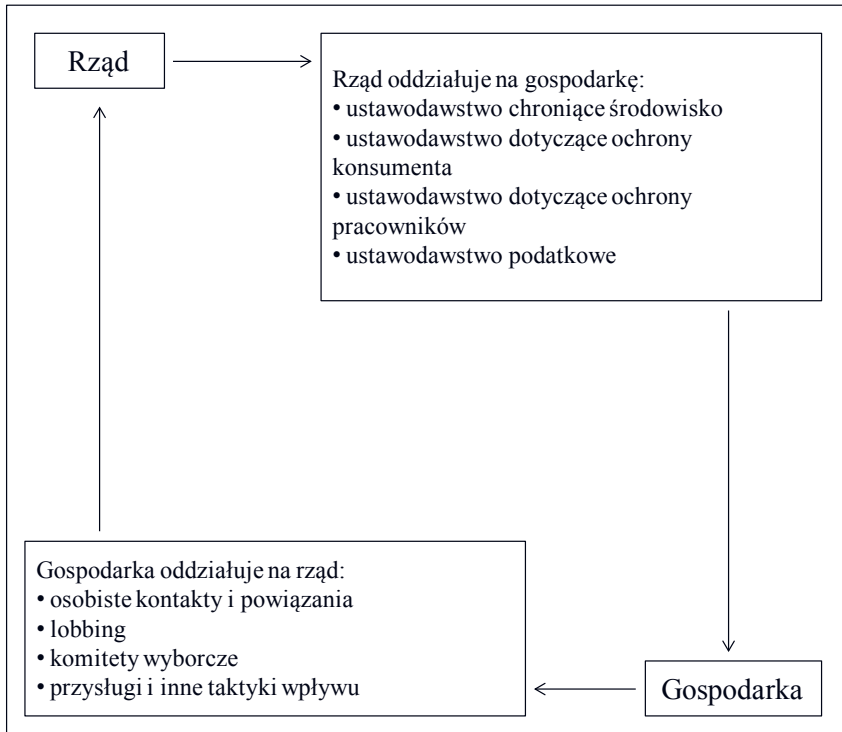 Rząd
Rząd oddziałuje na gospodarkę:
• ustawodawstwo chroniące środowisko
• ustawodawstwo dotyczące ochrony
konsumenta
• ustawodawstwo dotyczące ochrony
pracowników
• ustawodawstwo podatkowe
Gospodarka oddziałuje na rząd:
• osobiste kontakty i powiązania
• lobbing
• komitety wyborcze
• przysługi i inne taktyki wpływu
Gospodarka